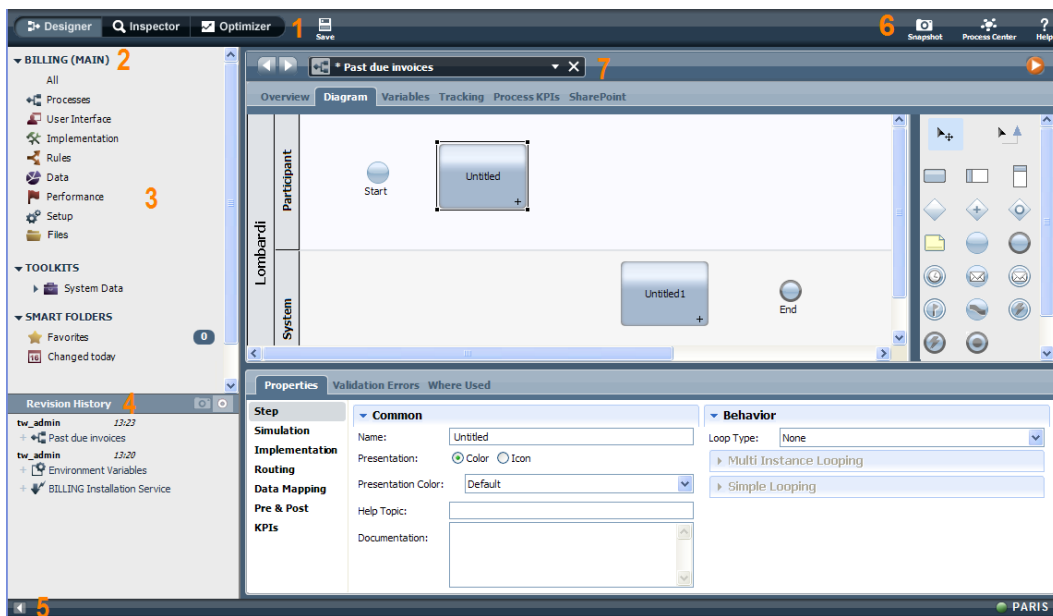 Designer Inspector Optimizer 1 Save 6 Snapshot Process Center Help
BILLING (MAIN) 2
All
Processes
User Interface
Implementation
Rules
Data
Performance
3
Setup
Files
TOOLKITS
System Data
SMART FOLDERS
Favorites 0
Changed today
16
Revision History 4
tw_admin 13:23
Past due invoices
tw_admin 13:20
Environment Variables
BILLING Installation Service
5
* Past due invoices 7
Overview Diagram Variables Tracking Process KPIs SharePoint
Lombardi
Participant
Start
Untitled
System
Untitled1
End
Properties Validation Errors Where Used
Step
Simulation
Implementation
Routing
Data Mapping
Pre & Post
KPIs
Common
Name: Untitled
Presentation: Color Icon
Presentation Color: Default
Help Topic:
Documentation:
Behavior
Loop Type: None
Multi Instance Looping
Simple Looping
PARIS